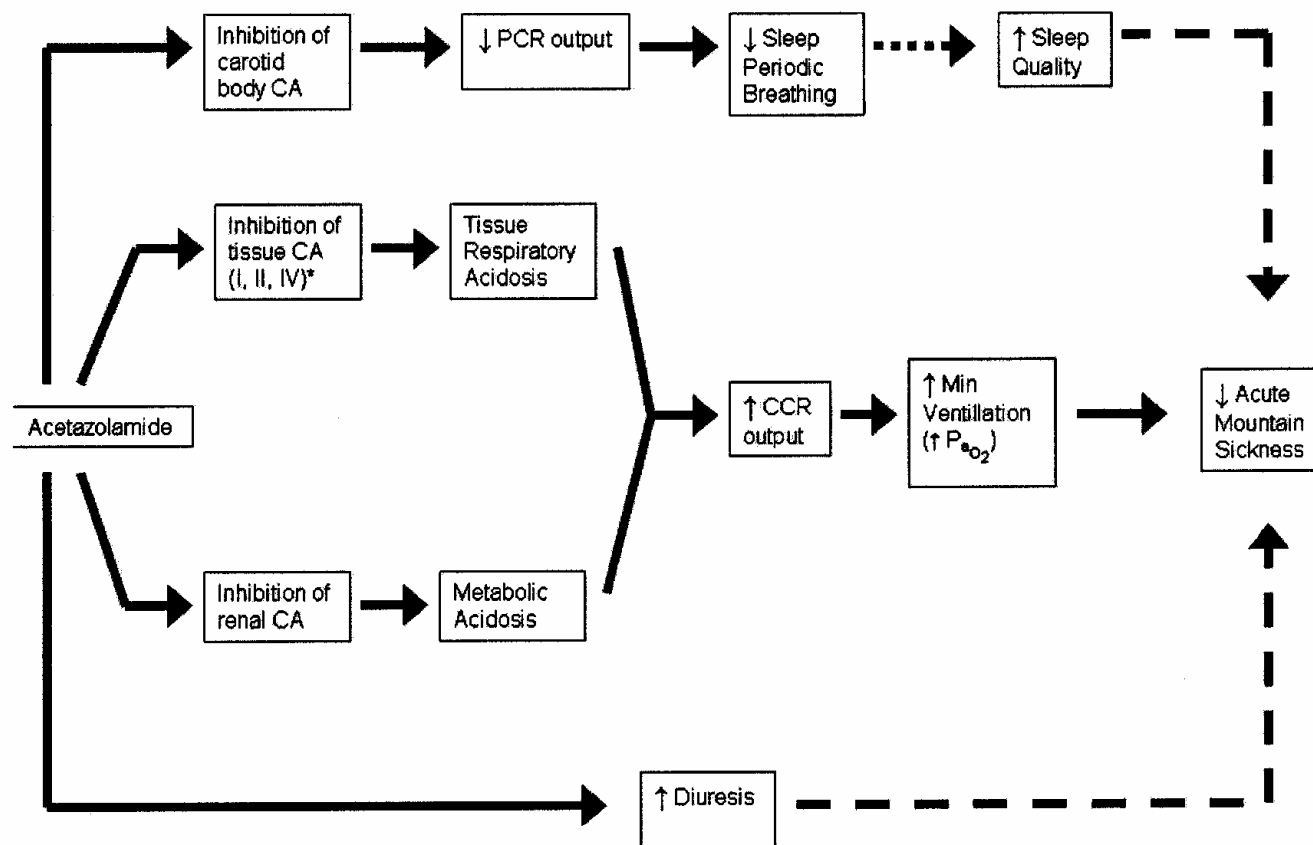 Inhibition of
carotid
body CA
↓ PCR output
↓ Sleep
Periodic
Breathing
↑ Sleep
Quality
Inhibition of
tissue CA
(I, II, IV)*
Tissue
Respiratory
Acidosis
Acetazolamide
↑ CCR
output
↑ Min
Ventillation
(↑ PaO2)
↓ Acute
Mountain
Sickness
Inhibition of
renal CA
Metabolic
Acidosis
↑ Diuresis